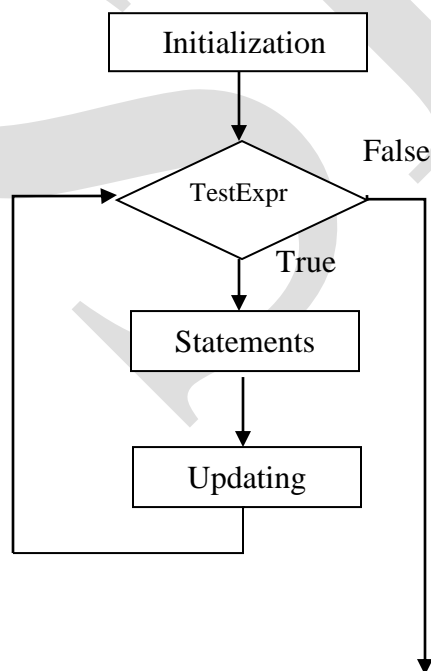 Initialization
False
TestExpr
True
Statements
Updating